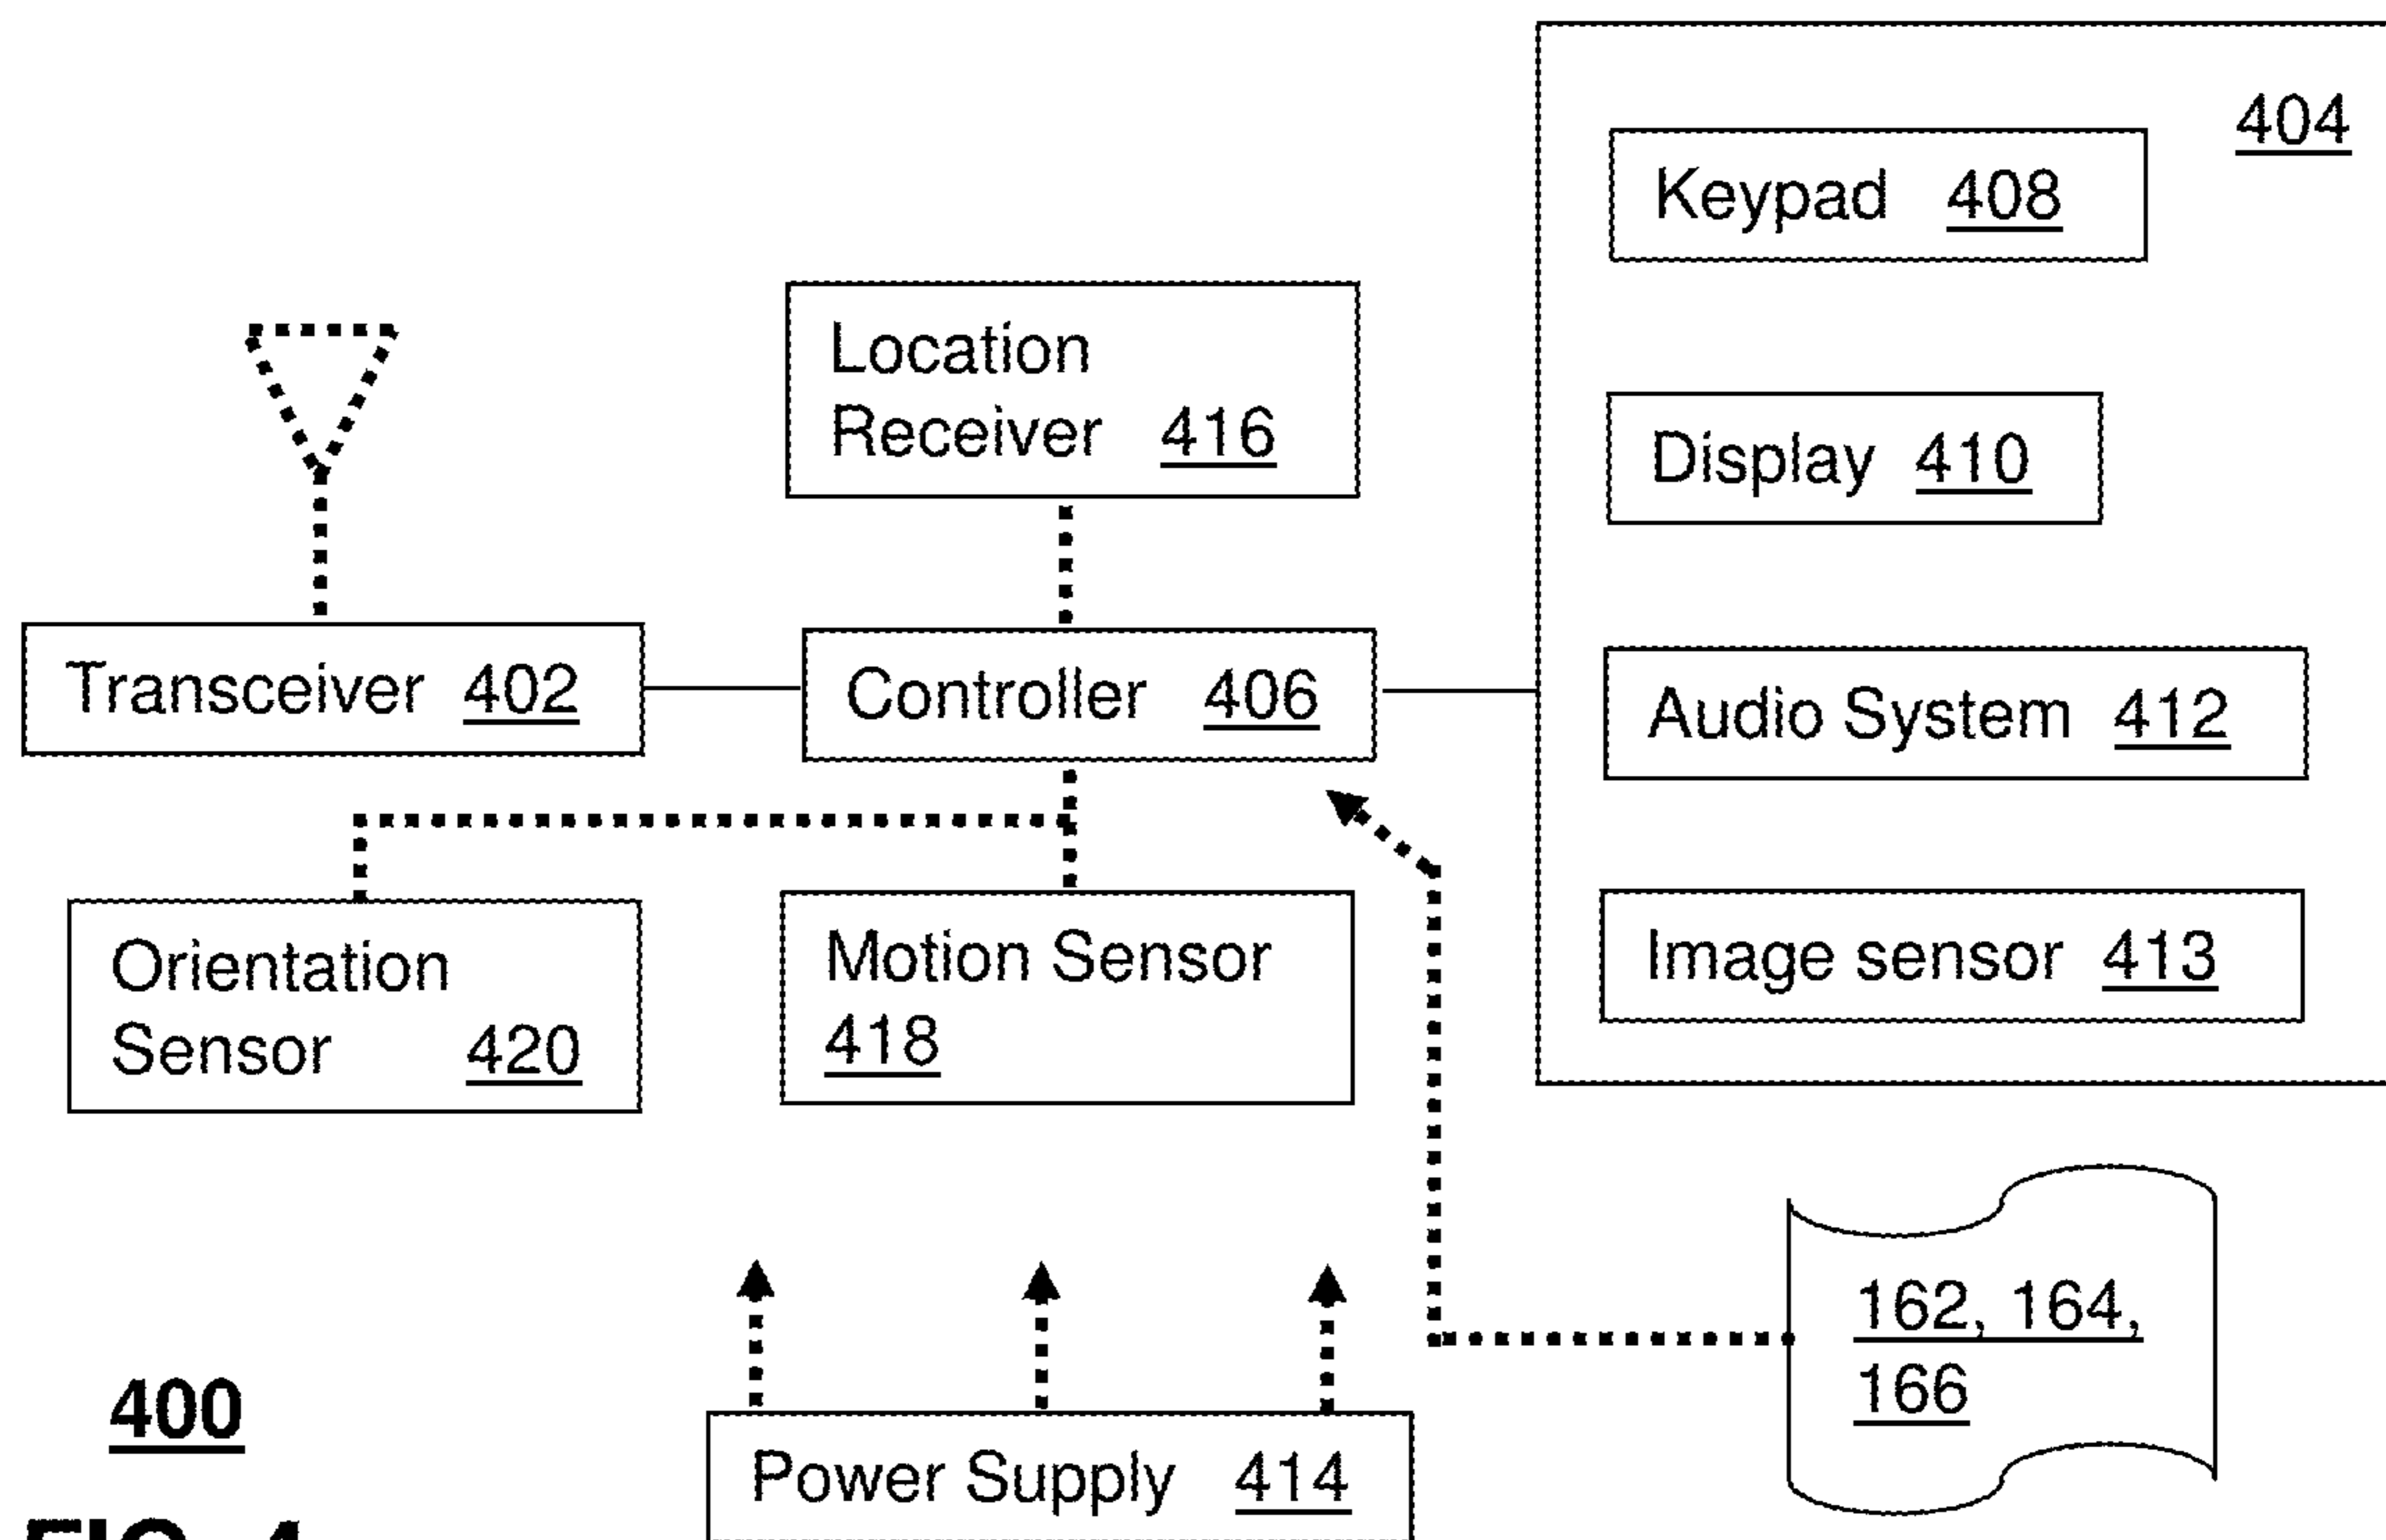 404
Keypad 408
Location
Receiver 416
Display 410
Transceiver 402
Controller 406
Audio System 412
Orientation
Sensor 420
Motion Sensor
418
Image sensor 413
162, 164,
166
400
Power Supply 414